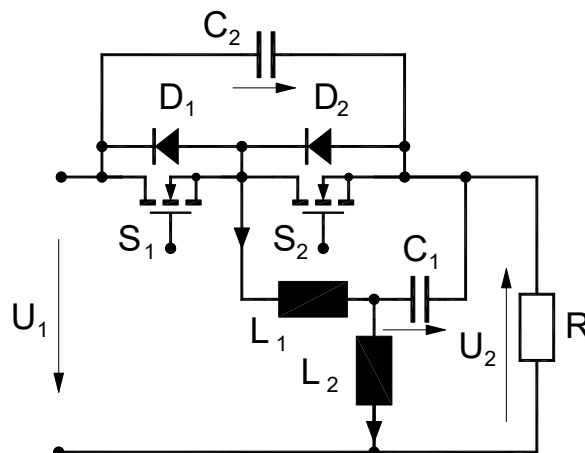 C₂
D₁ D₂
S₁ S₂ C₁
U₁ L₁ L₂ U₂ R